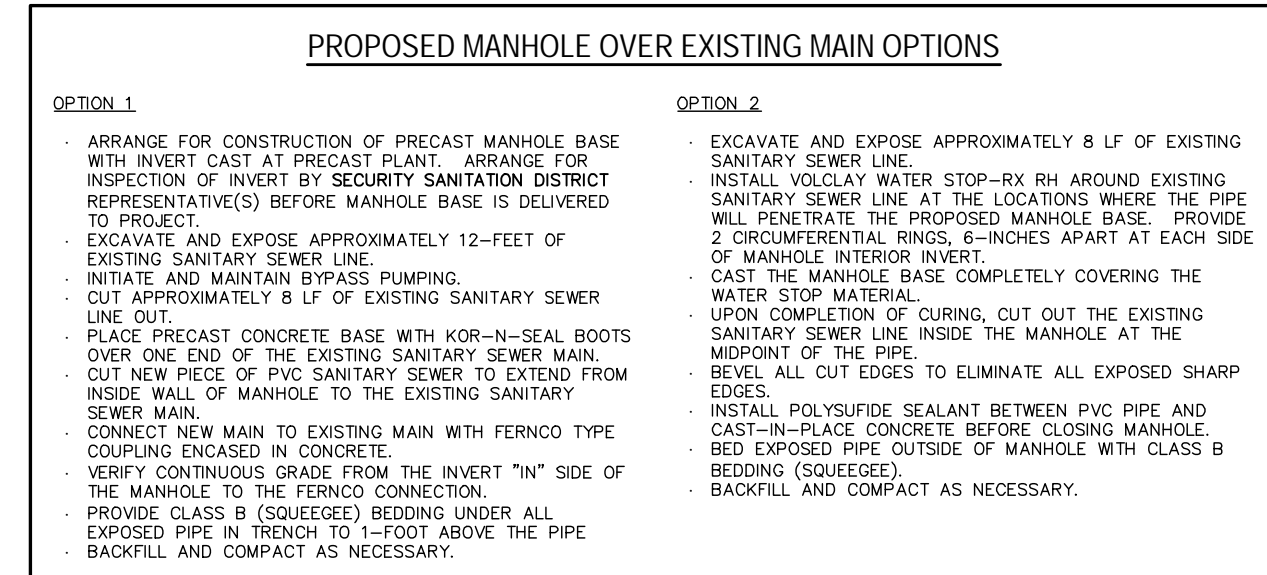 PROPOSED MANHOLE OVER EXISTING MAIN OPTIONS
OPTION 1
· ARRANGE FOR CONSTRUCTION OF PRECAST MANHOLE BASE
WITH INVERT CAST AT PRECAST PLANT. ARRANGE FOR
INSPECTION OF INVERT BY SECURITY SANITATION DISTRICT
REPRESENTATIVE(S) BEFORE MANHOLE BASE IS DELIVERED
TO PROJECT.
· EXCAVATE AND EXPOSE APPROXIMATELY 12-FEET OF
EXISTING SANITARY SEWER LINE.
· INITIATE AND MAINTAIN BYPASS PUMPING.
· CUT APPROXIMATELY 8 LF OF EXISTING SANITARY SEWER
LINE OUT.
· PLACE PRECAST CONCRETE BASE WITH KOR-N-SEAL BOOTS
OVER ONE END OF THE EXISTING SANITARY SEWER MAIN.
· CUT NEW PIECE OF PVC SANITARY SEWER TO EXTEND FROM
INSIDE WALL OF MANHOLE TO THE EXISTING SANITARY
SEWER MAIN.
· CONNECT NEW MAIN TO EXISTING MAIN WITH FERNCO TYPE
COUPLING ENCASED IN CONCRETE.
· VERIFY CONTINUOUS GRADE FROM THE INVERT "IN" SIDE OF
THE MANHOLE TO THE FERNCO CONNECTION.
· PROVIDE CLASS B (SQUEEGEE) BEDDING UNDER ALL
EXPOSED PIPE IN TRENCH TO 1-FOOT ABOVE THE PIPE
· BACKFILL AND COMPACT AS NECESSARY.
OPTION 2
· EXCAVATE AND EXPOSE APPROXIMATELY 8 LF OF EXISTING
SANITARY SEWER LINE.
· INSTALL VOLCLAY WATER STOP-RX RH AROUND EXISTING
SANITARY SEWER LINE AT THE LOCATIONS WHERE THE PIPE
WILL PENETRATE THE PROPOSED MANHOLE BASE. PROVIDE
2 CIRCUMFERENTIAL RINGS, 6-INCHES APART AT EACH SIDE
OF MANHOLE INTERIOR INVERT.
· CAST THE MANHOLE BASE COMPLETELY COVERING THE
WATER STOP MATERIAL.
· UPON COMPLETION OF CURING, CUT OUT THE EXISTING
SANITARY SEWER LINE INSIDE THE MANHOLE AT THE
MIDPOINT OF THE PIPE.
· BEVEL ALL CUT EDGES TO ELIMINATE ALL EXPOSED SHARP
EDGES.
· INSTALL POLYSUFIDE SEALANT BETWEEN PVC PIPE AND
CAST-IN-PLACE CONCRETE BEFORE CLOSING MANHOLE.
· BED EXPOSED PIPE OUTSIDE OF MANHOLE WITH CLASS B
BEDDING (SQUEEGEE).
· BACKFILL AND COMPACT AS NECESSARY.